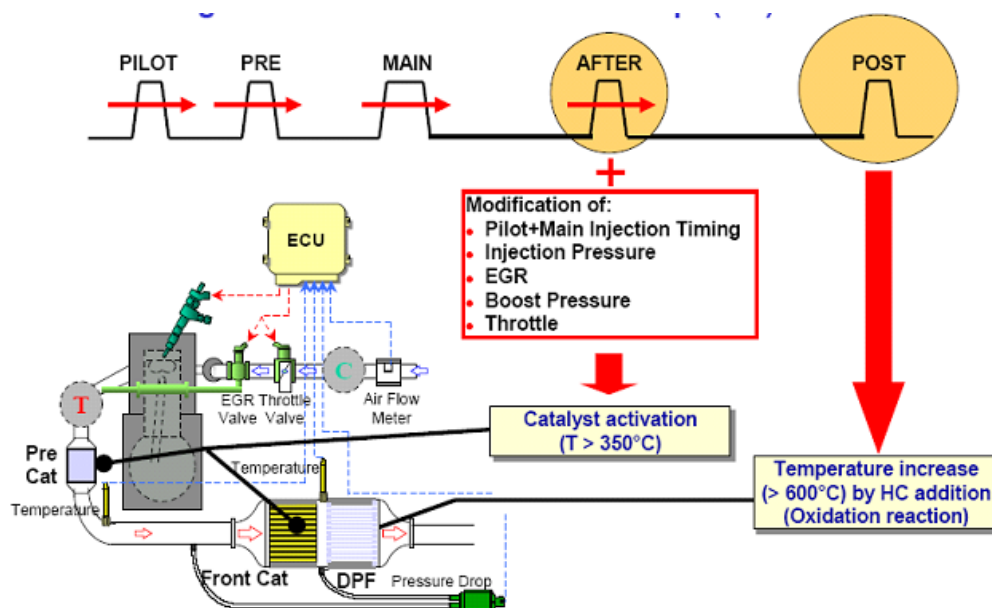 PILOT PRE MAIN AFTER POST
+
Modification of:
• Pilot+Main Injection Timing
• Injection Pressure
• EGR
• Boost Pressure
• Throttle
ECU
T
C
EGR Throttle
Valve Valve
Air Flow
Meter
Catalyst activation
(T > 350°C)
Pre
Cat
Temperature
Temperature
Temperature increase
(> 600°C) by HC addition
(Oxidation reaction)
Front Cat
DPF
Pressure Drop